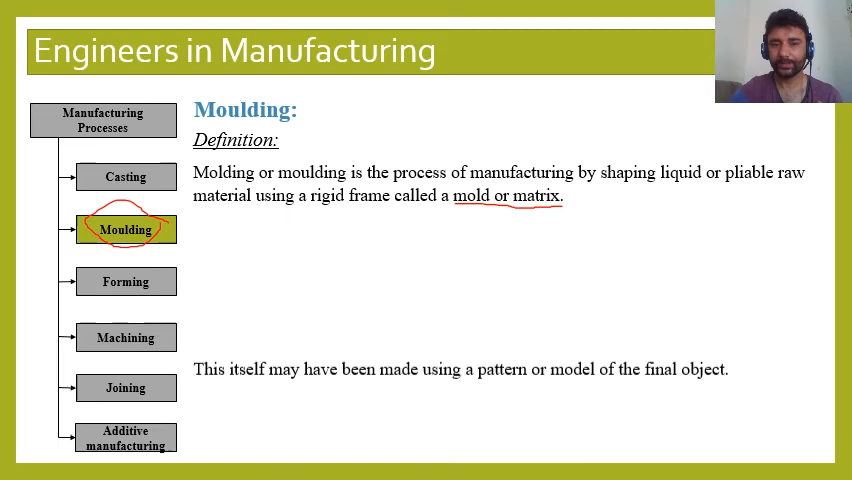 Engineers in Manufacturing
Manufacturing
Processes
Casting
Moulding
Forming
Machining
Joining
Additive
manufacturing
Moulding:
Definition:
Molding or moulding is the process of manufacturing by shaping liquid or pliable raw
material using a rigid frame called a mold or matrix.
This itself may have been made using a pattern or model of the final object.